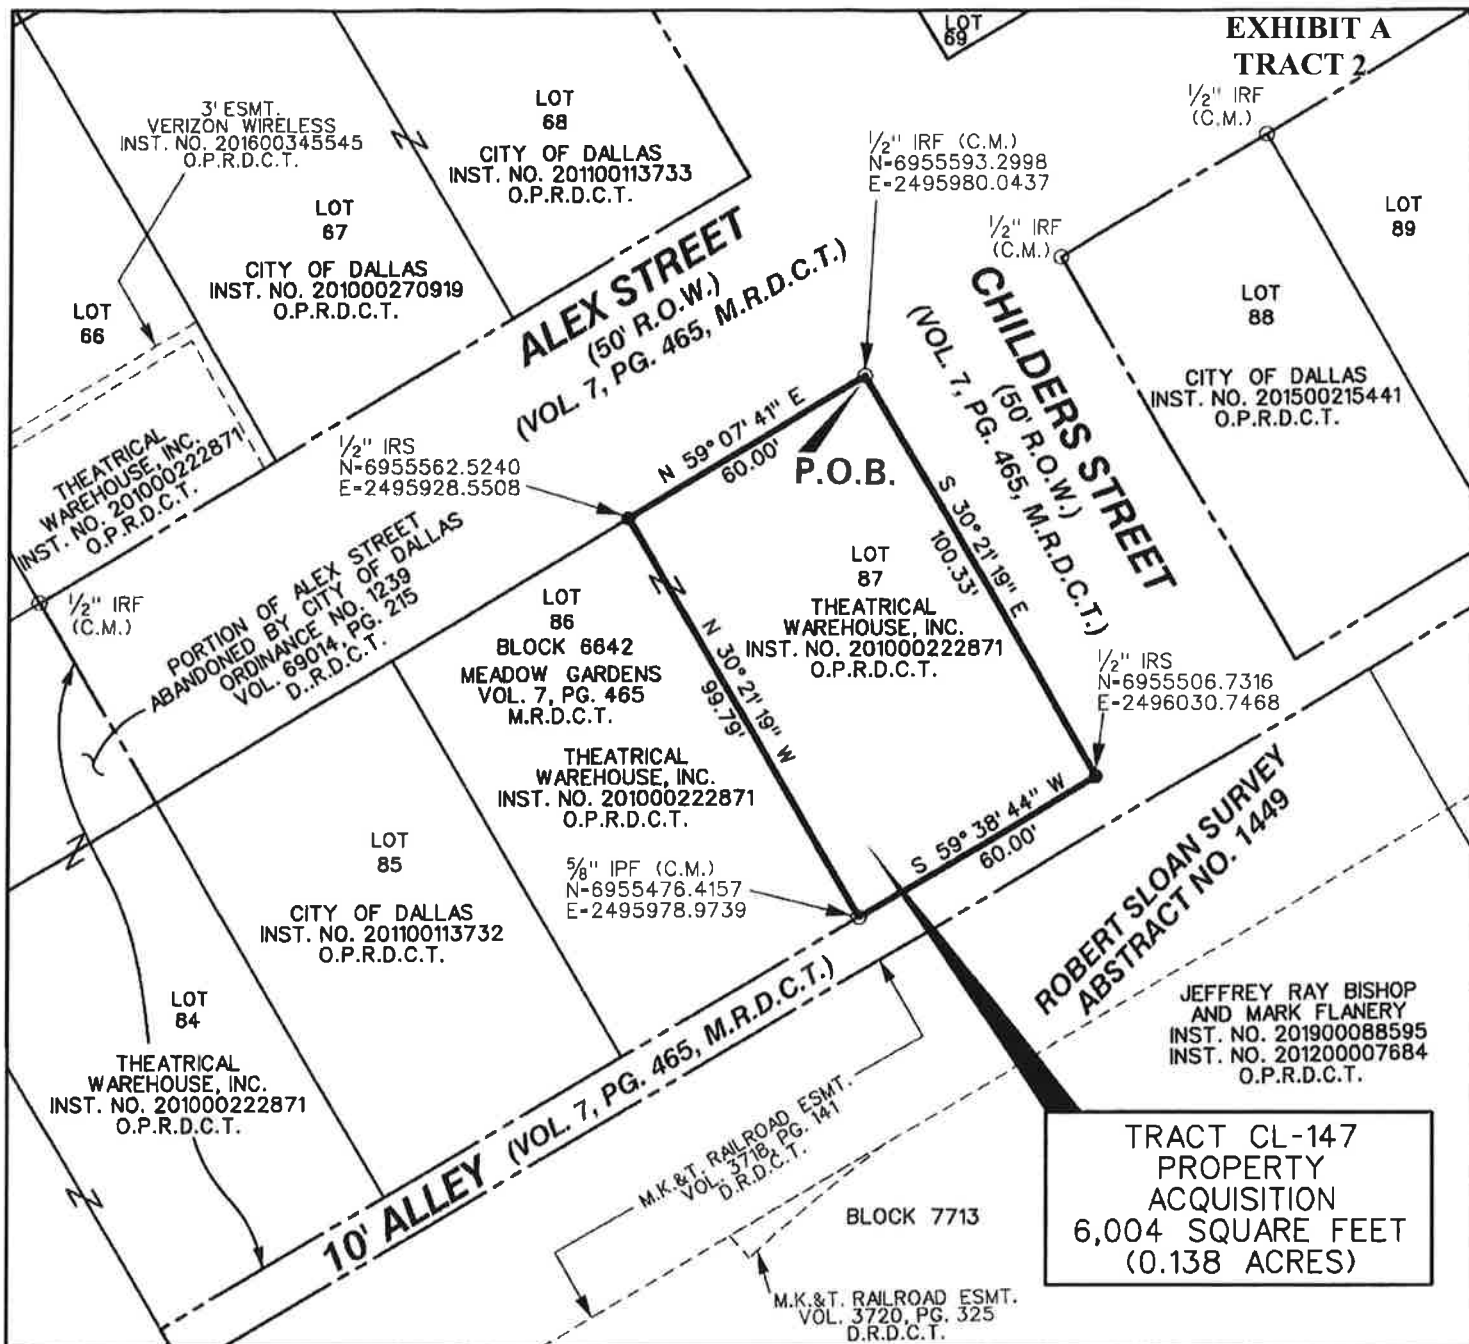 EXHIBIT A
TRACT 2
LOT
69
1/2" IRF
(C.M.)
3' ESMT.
VERIZON WIRELESS
INST. NO. 201600345545
O.P.R.D.C.T.
LOT
68
CITY OF DALLAS
INST. NO. 201100113733
O.P.R.D.C.T.
1/2" IRF (C.M.)
N=6955593.2998
E=2495980.0437
LOT
67
CITY OF DALLAS
INST. NO. 201000270919
O.P.R.D.C.T.
LOT
66
ALEX STREET
(50' R.O.W.)
(VOL. 7, PG. 465, M.R.D.C.T.)
1/2" IRF
(C.M.)
LOT
89
LOT
88
CITY OF DALLAS
INST. NO. 201500215441
O.P.R.D.C.T.
CHILDERS STREET
(50' R.O.W.)
(VOL. 7, PG. 465, M.R.D.C.T.)
THEATRICAL
WAREHOUSE, INC.
INST. NO. 201000222871
O.P.R.D.C.T.
1/2" IRS
N=6955562.5240
E=2495928.5508
N 59° 07' 41" E
60.00'
P.O.B.
S 30° 21' 19" E
100.33'
1/2" IRF
(C.M.)
PORTION OF ALEX STREET
ABANDONED BY CITY OF DALLAS
ORDINANCE NO. 1239
VOL. 69014, PG. 215
D..R.D.C.T.
LOT
86
BLOCK 6642
MEADOW GARDENS
VOL. 7, PG. 465
M.R.D.C.T.
THEATRICAL
WAREHOUSE, INC.
INST. NO. 201000222871
O.P.R.D.C.T.
N 30° 21' 19" W
99.79'
LOT
87
THEATRICAL
WAREHOUSE, INC.
INST. NO. 201000222871
O.P.R.D.C.T.
1/2" IRS
N=6955506.7316
E=2496030.7468
S 59° 38' 44" W
60.00'
5/8" IPF (C.M.)
N=6955476.4157
E=2495978.9739
LOT
85
CITY OF DALLAS
INST. NO. 201100113732
O.P.R.D.C.T.
ROBERT SLOAN SURVEY
ABSTRACT NO. 1449
LOT
84
THEATRICAL
WAREHOUSE, INC.
INST. NO. 201000222871
O.P.R.D.C.T.
10' ALLEY (VOL. 7, PG. 465, M.R.D.C.T.)
JEFFREY RAY BISHOP
AND MARK FLANERY
INST. NO. 201900088595
INST. NO. 201200007684
O.P.R.D.C.T.
M.K.&T. RAILROAD ESMT.
VOL. 3718, PG. 141
D.R.D.C.T.
BLOCK 7713
TRACT CL-147
PROPERTY
ACQUISITION
6,004 SQUARE FEET
(0.138 ACRES)
M.K.&T. RAILROAD ESMT.
VOL. 3720, PG. 325
D.R.D.C.T.